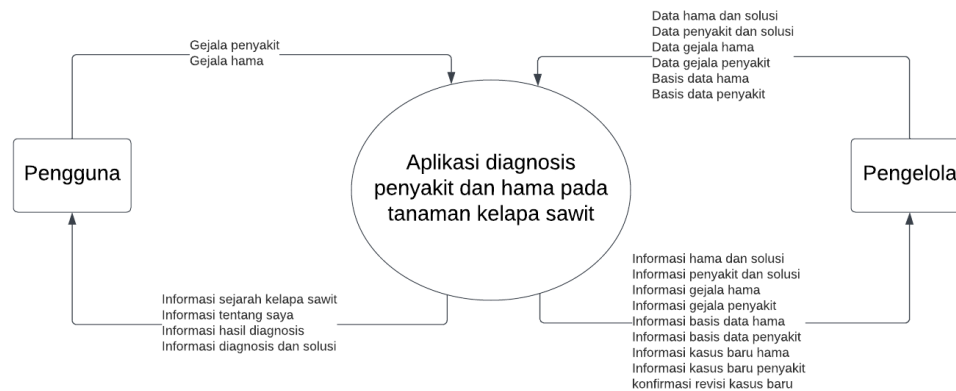 Gejala penyakit
Gejala hama
Data hama dan solusi
Data penyakit dan solusi
Data gejala hama
Data gejala penyakit
Basis data hama
Basis data penyakit
Pengguna
Aplikasi diagnosis
penyakit dan hama pada
tanaman kelapa sawit
Pengelola
Informasi sejarah kelapa sawit
Informasi tentang saya
Informasi hasil diagnosis
Informasi diagnosis dan solusi
Informasi hama dan solusi
Informasi penyakit dan solusi
Informasi gejala hama
Informasi gejala penyakit
Informasi basis data hama
Informasi basis data penyakit
Informasi kasus baru hama
Informasi kasus baru penyakit
konfirmasi revisi kasus baru